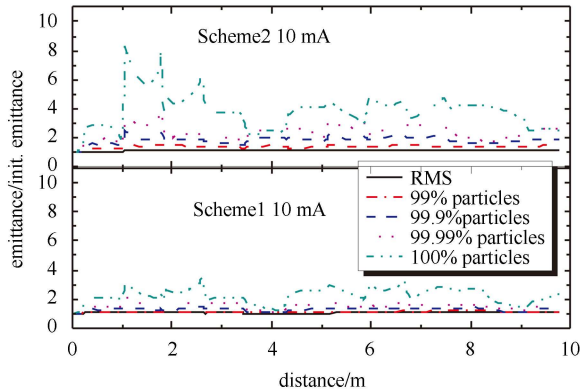 10
8
Scheme2 10 mA
6
4
2
0
emittance/init. emittance
10
8
Scheme1 10 mA
6
4
2
0
RMS
99% particles
99.9%particles
99.99% particles
100% particles
0 2 4 6 8 10
distance/m